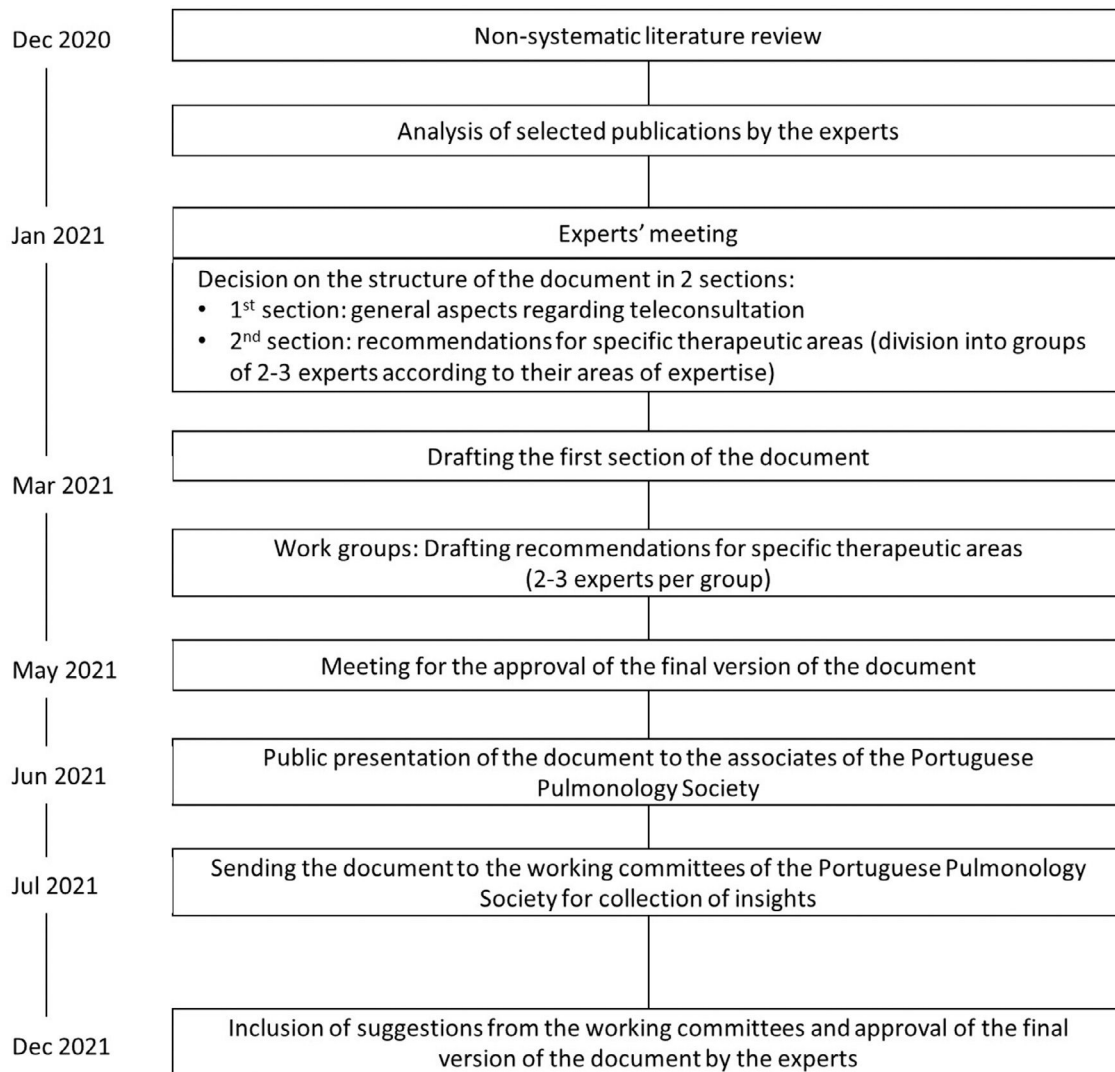 Dec 2020
Non-systematic literature review
Analysis of selected publications by the experts
Jan 2021
Experts’ meeting
Decision on the structure of the document in 2 sections:
• 1st section: general aspects regarding teleconsultation
• 2nd section: recommendations for specific therapeutic areas (division into groups
of 2-3 experts according to their areas of expertise)
Drafting the first section of the document
Mar 2021
Work groups: Drafting recommendations for specific therapeutic areas
(2-3 experts per group)
May 2021
Meeting for the approval of the final version of the document
Jun 2021
Public presentation of the document to the associates of the Portuguese
Pulmonology Society
Jul 2021
Sending the document to the working committees of the Portuguese Pulmonology
Society for collection of insights
Dec 2021
Inclusion of suggestions from the working committees and approval of the final
version of the document by the experts